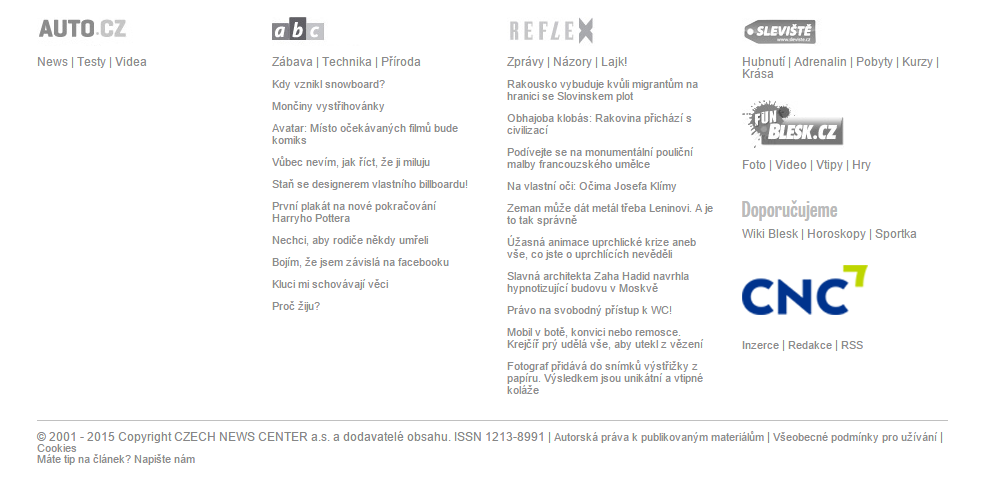 AUTO.CZ
News | Testy | Videa
abc
Zábava | Technika | Příroda
Kdy vznikl snowboard?
Mončiny vystřihovánky
Avatar: Místo očekávaných filmů bude
komiks
Vůbec nevím, jak říct, že ji miluju
Staň se designerem vlastního billboardu!
První plakát na nové pokračování
Harryho Pottera
Nechci, aby rodiče někdy umřeli
Bojím, že jsem závislá na facebooku
Kluci mi schovávají věci
Proč žiju?
REFLEX
Zprávy | Názory | Lajk!
Rakousko vybuduje kvůli migrantům na
hranici se Slovinskem plot
Obhajoba klobás: Rakovina přichází s
civilizací
Podívejte se na monumentální pouliční
malby francouzského umělce
Na vlastní oči: Očima Josefa Klímy
Zeman může dát metál třeba Leninovi. A je
to tak správně
Úžasná animace uprchlické krize aneb
vše, co jste o uprchlících nevěděli
Slavná architekta Zaha Hadid navrhla
hypnotizující budovu v Moskvě
Právo na svobodný přístup k WC!
Mobil v botě, konvici nebo remosce.
Krejčíř prý udělá vše, aby utekl z vězení
Fotograf přidává do snímků výstřižky z
papíru. Výsledkem jsou unikátní a vtipné
koláže
SLEVIŠTĚ
www.sleviste.cz
Hubnutí | Adrenalin | Pobyty | Kurzy |
Krása
FUN
BLESK.CZ
Foto | Video | Vtipy | Hry
Doporučujeme
Wiki Blesk | Horoskopy | Sportka
CNC
Inzerce | Redakce | RSS
© 2001 - 2015 Copyright CZECH NEWS CENTER a.s. a dodavatelé obsahu. ISSN 1213-8991 | Autorská práva k publikovaným materiálům | Všeobecné podmínky pro užívání |
Cookies
Máte tip na článek? Napište nám